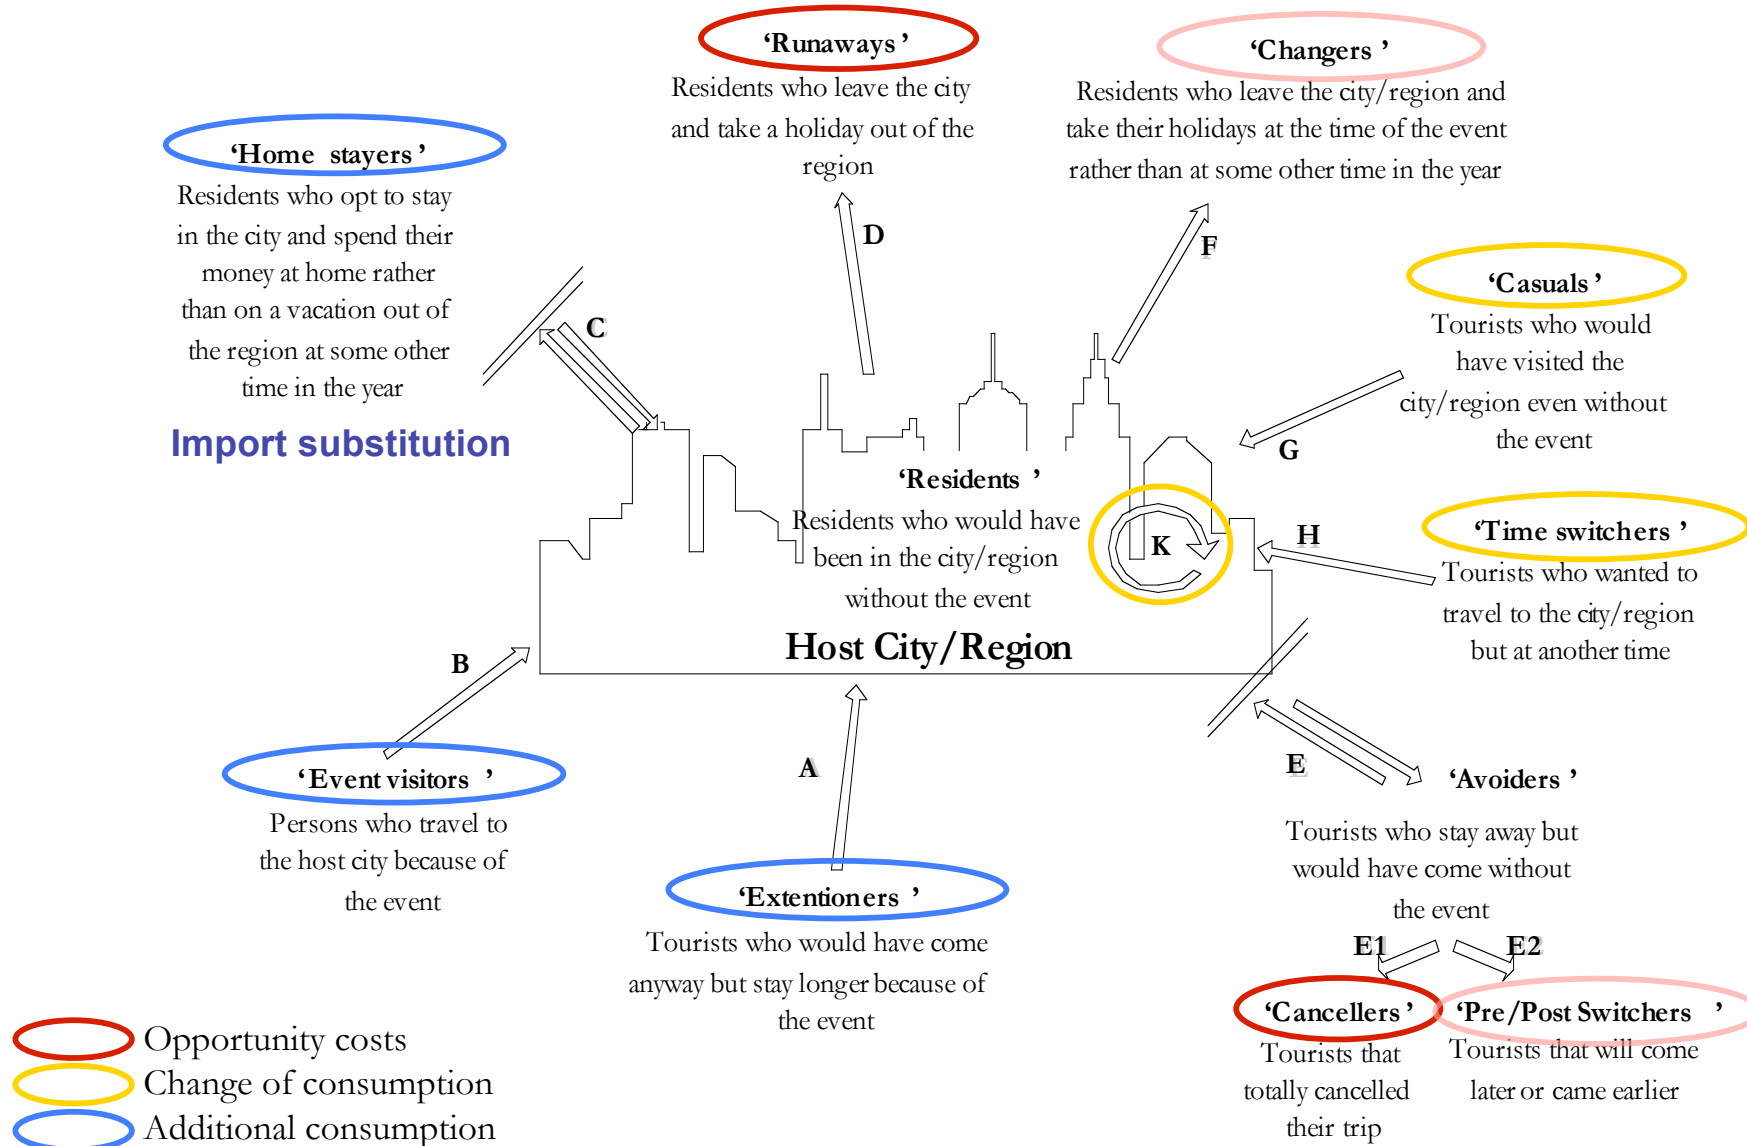 ‘Runaways ’
Residents who leave the city
and take a holiday out of the
region
‘Changers ’
Residents who leave the city/region and
take their holidays at the time of the event
rather than at some other time in the year
‘Home stayers ’
Residents who opt to stay
in the city and spend their
money at home rather
than on a vacation out of
the region at some other
time in the year
Import substitution
C
D
F
‘Casuals ’
Tourists who would
have visited the
city/region even without
the event
G
‘Residents ’
Residents who would have
been in the city/region
without the event
K
Host City/Region
H
‘Time switchers ’
Tourists who wanted to
travel to the city/region
but at another time
B
‘Event visitors ’
Persons who travel to
the host city because of
the event
A
‘Extentioners ’
Tourists who would have come
anyway but stay longer because of
the event
E
‘Avoiders ’
Tourists who stay away but
would have come without
the event
E1
E2
‘Cancellers ’
Tourists that
totally cancelled
their trip
‘Pre/Post Switchers ’
Tourists that will come
later or came earlier
Opportunity costs
Change of consumption
Additional consumption